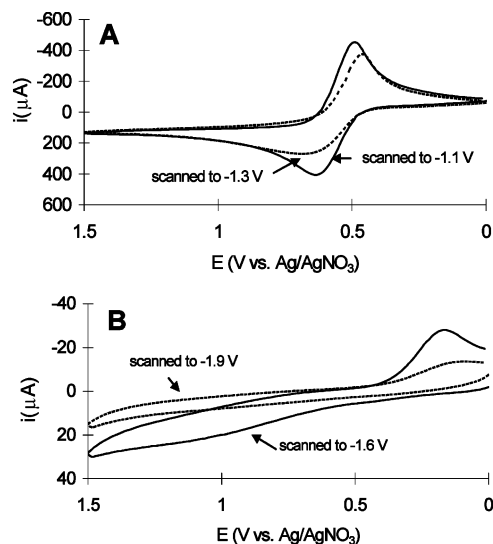 A
-600
-400
-200
0
200
400
600
i(μA)
scanned to -1.3 V
scanned to -1.1 V
1.5
1
0.5
0
E (V vs. Ag/AgNO₃)
B
-40
-20
0
20
40
i(μA)
scanned to -1.9 V
scanned to -1.6 V
1.5
1
0.5
0
E (V vs. Ag/AgNO₃)